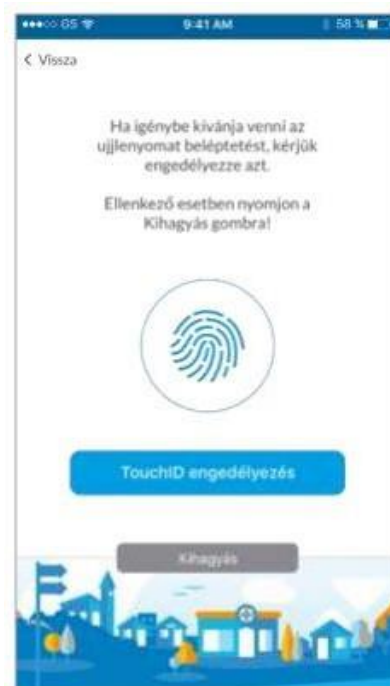 GS 9:41 AM 58 %
< Vissza
Ha igénybe kívánja venni az
ujjlenyomat beléptetést, kérjük
engedélyezze azt.
Ellenkező esetben nyomjon a
Kihagyás gombra!
TouchID engedélyezés
Kihagyás